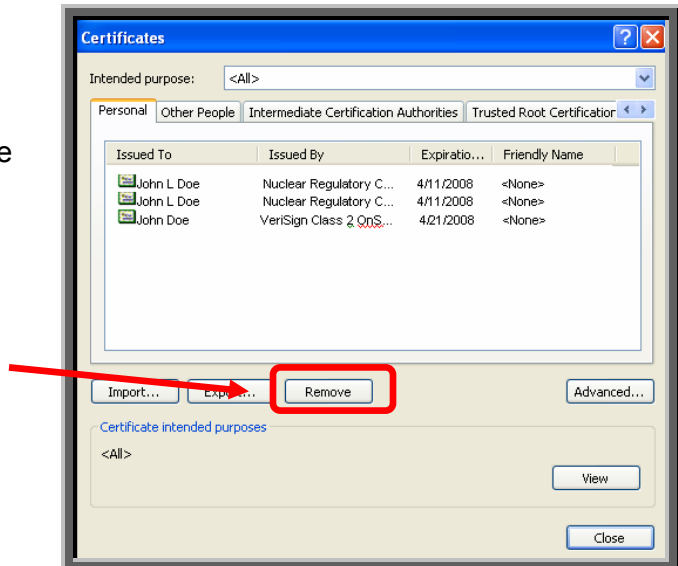 Certificates
Intended purpose: <All>
Personal Other People Intermediate Certification Authorities Trusted Root Certification
e
Issued To Issued By Expiratio... Friendly Name
John L Doe Nuclear Regulatory C... 4/11/2008 <None>
John L Doe Nuclear Regulatory C... 4/11/2008 <None>
John Doe VeriSign Class 2 OnS... 4/21/2008 <None>
Import... Remove Advanced...
Certificate intended purposes
<All>
View
Close